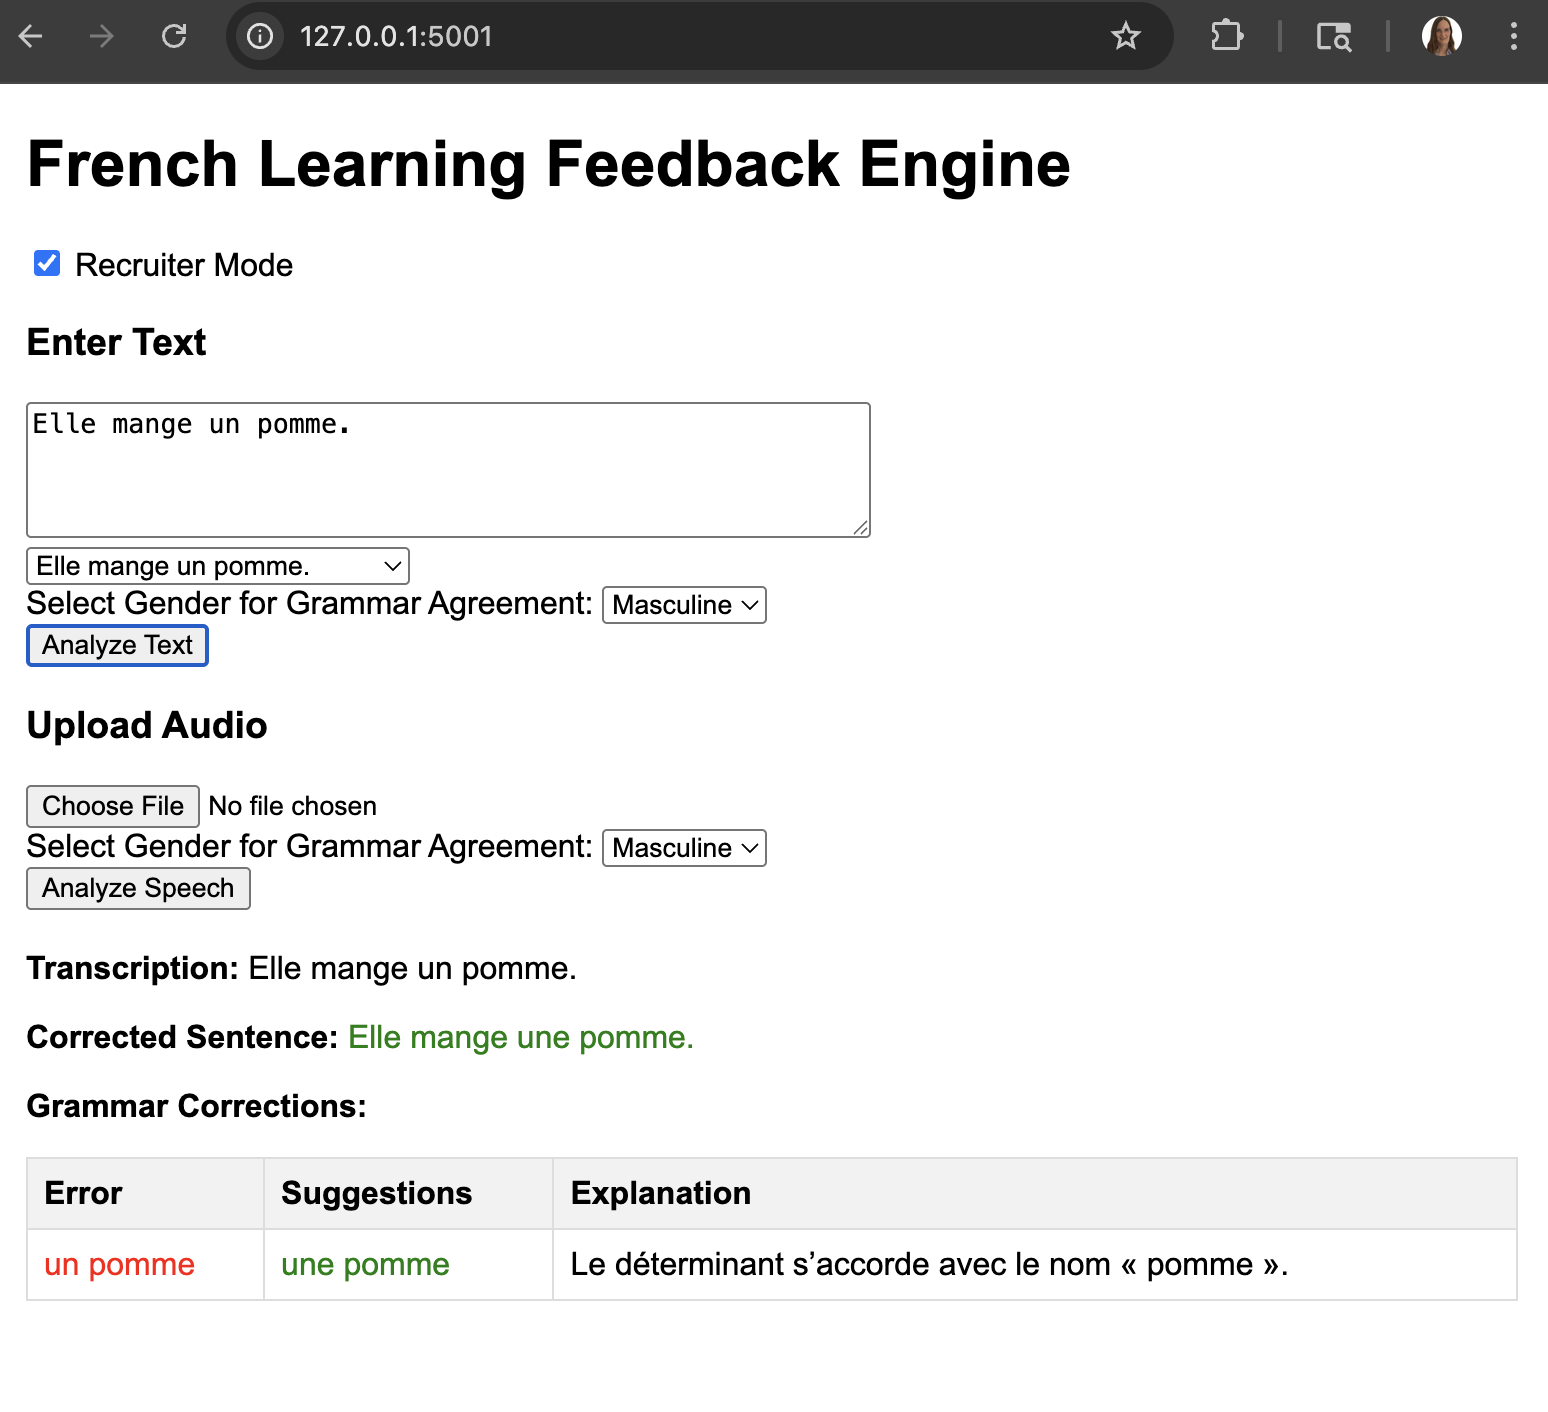 127.0.0.1:5001
French Learning Feedback Engine
Recruiter Mode
Enter Text
Elle mange un pomme.
Elle mange un pomme.
Select Gender for Grammar Agreement: Masculine
Analyze Text
Upload Audio
Choose File No file chosen
Select Gender for Grammar Agreement: Masculine
Analyze Speech
Transcription: Elle mange un pomme.
Corrected Sentence: Elle mange une pomme.
Grammar Corrections:
Error Suggestions Explanation
un pomme une pomme Le déterminant s’accorde avec le nom « pomme ».